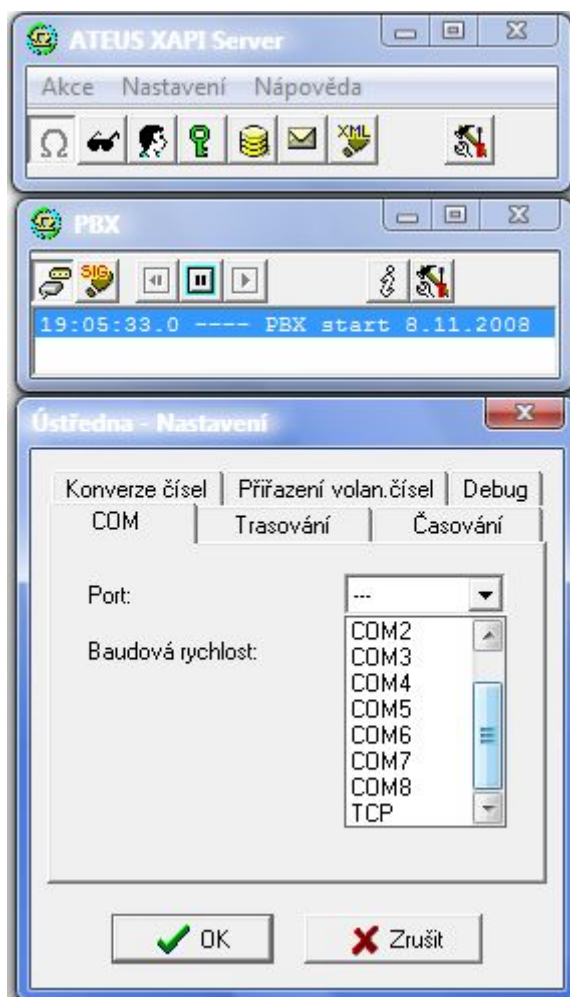 ATEUS XAPI Server
Akce Nastavení Nápověda
XML
PBX
SIG
19:05:33.0 ---- PBX start 8.11.2008
Ústředna - Nastavení
Konverze čísel Přiřazení volan.čísel Debug
COM Trasování Časování
Port: ---
COM2
Baudová rychlost: COM3
COM4
COM5
COM6
COM7
COM8
TCP
OK Zrušit